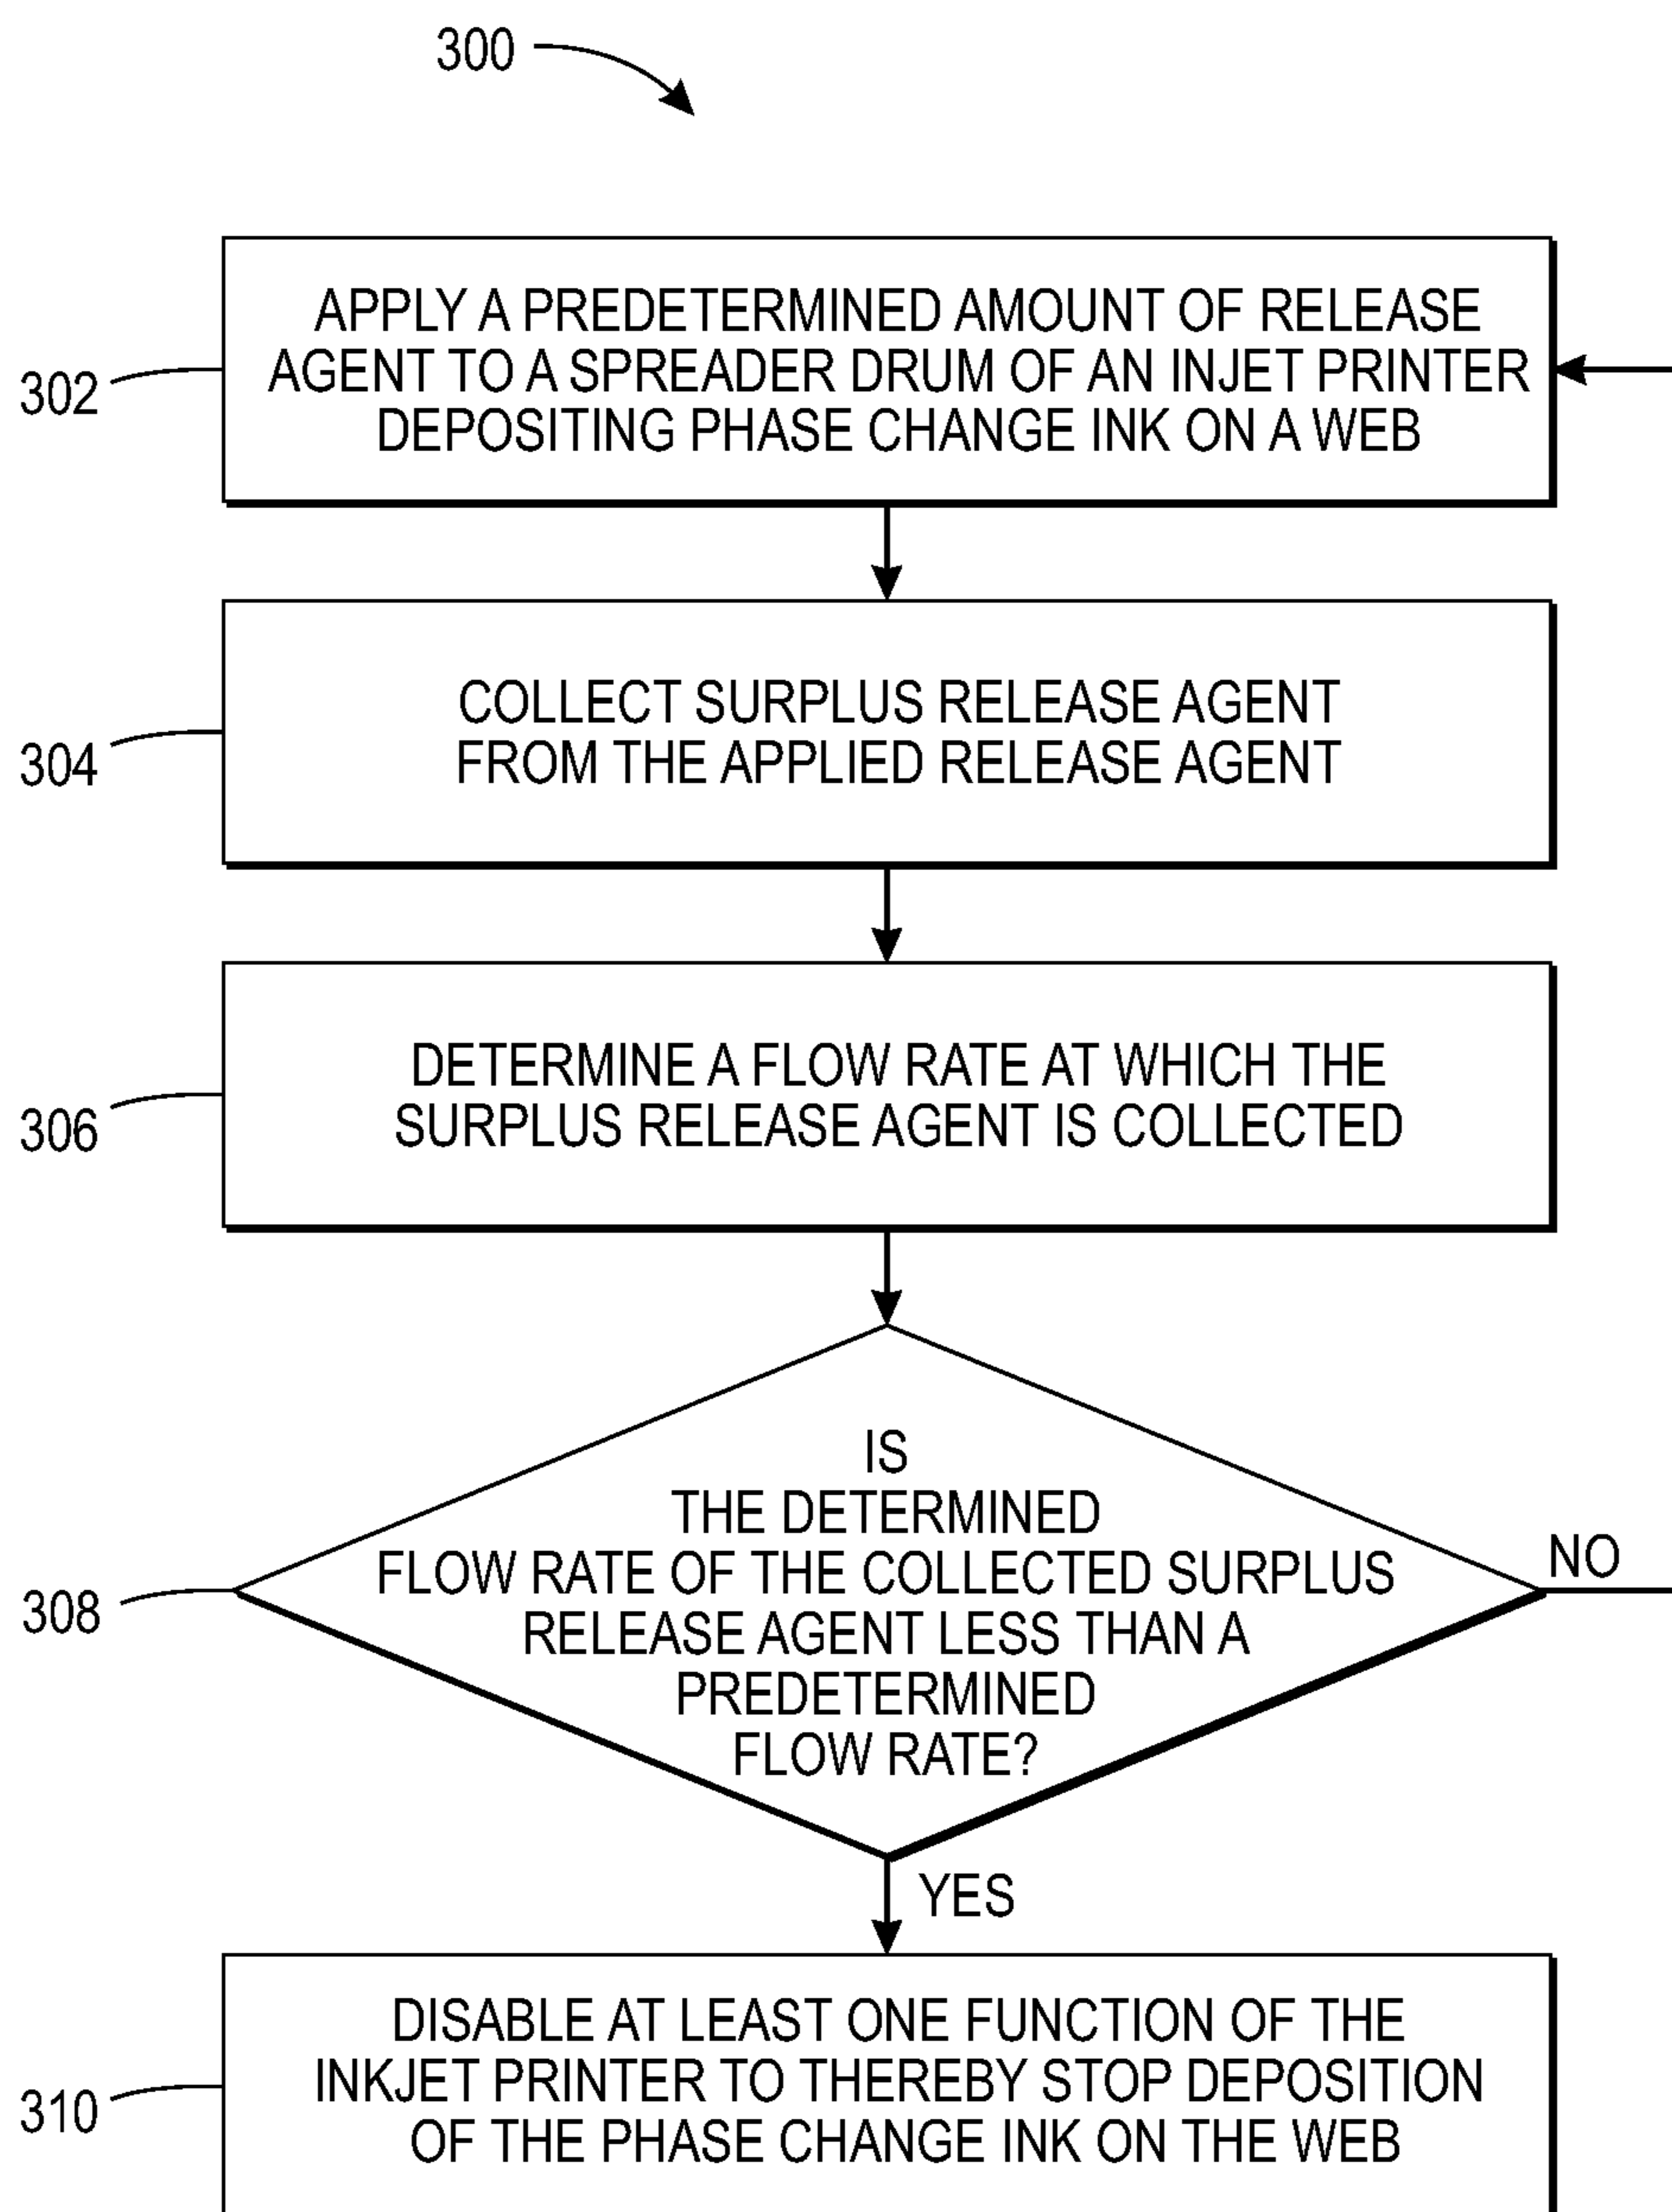 300
302
APPLY A PREDETERMINED AMOUNT OF RELEASE
AGENT TO A SPREADER DRUM OF AN INJET PRINTER
DEPOSITING PHASE CHANGE INK ON A WEB
304
COLLECT SURPLUS RELEASE AGENT
FROM THE APPLIED RELEASE AGENT
306
DETERMINE A FLOW RATE AT WHICH THE
SURPLUS RELEASE AGENT IS COLLECTED
308
IS
THE DETERMINED
FLOW RATE OF THE COLLECTED SURPLUS
RELEASE AGENT LESS THAN A
PREDETERMINED
FLOW RATE?
NO
YES
310
DISABLE AT LEAST ONE FUNCTION OF THE
INKJET PRINTER TO THEREBY STOP DEPOSITION
OF THE PHASE CHANGE INK ON THE WEB